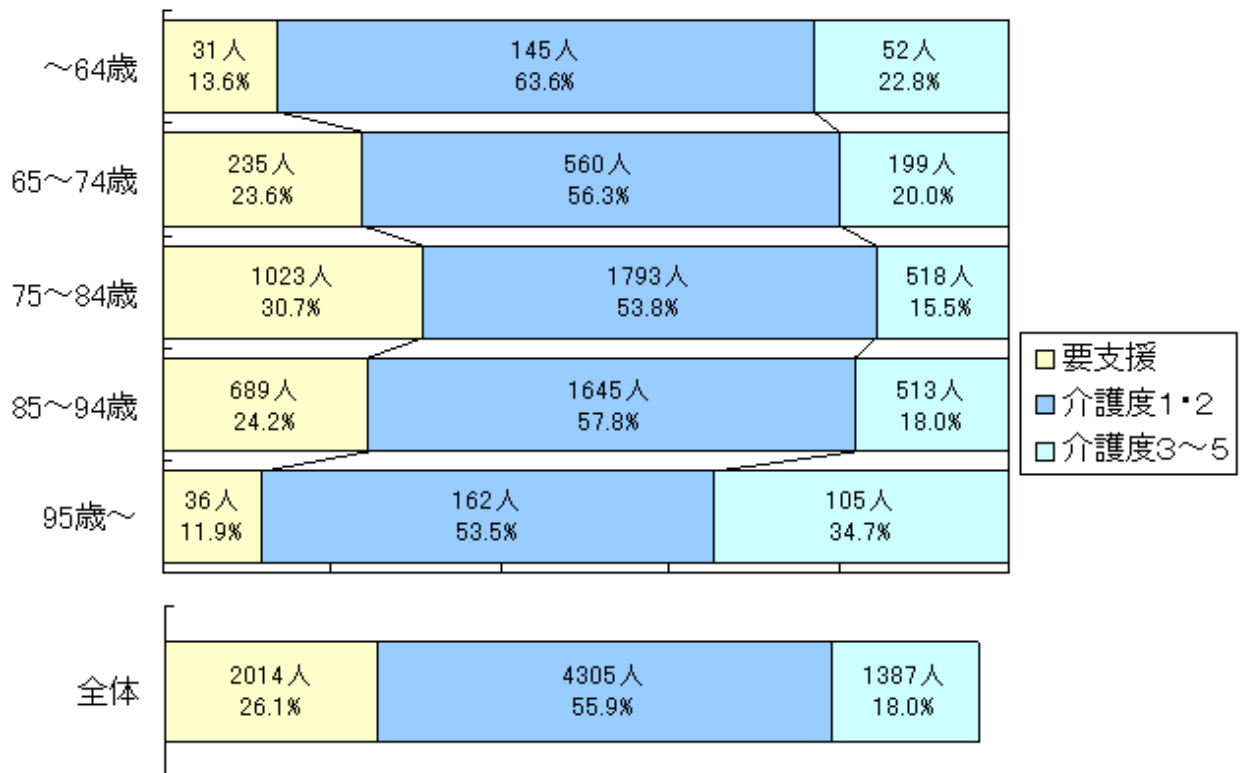 ～64歳
31人
13.6%
145人
63.6%
52人
22.8%
65～74歳
235人
23.6%
560人
56.3%
199人
20.0%
75～84歳
1023人
30.7%
1793人
53.8%
518人
15.5%
85～94歳
689人
24.2%
1645人
57.8%
513人
18.0%
95歳～
36人
11.9%
162人
53.5%
105人
34.7%
要支援
介護度1・2
介護度3～5
全体
2014人
26.1%
4305人
55.9%
1387人
18.0%